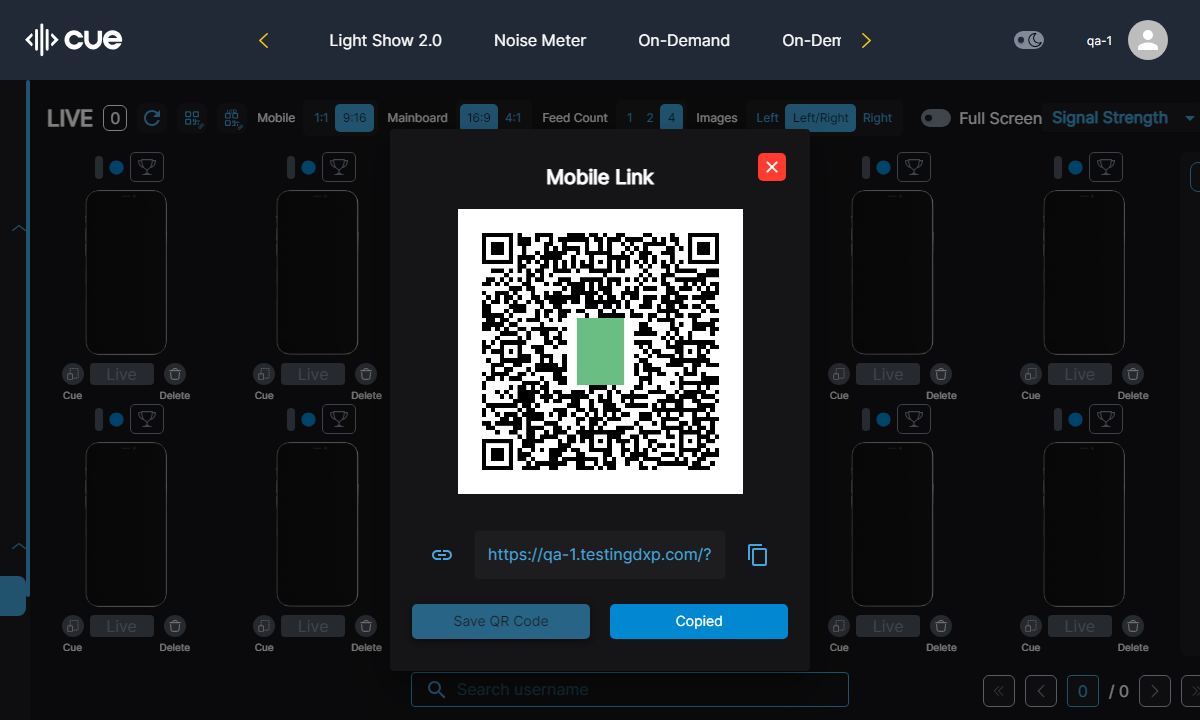 cue
Light Show 2.0 Noise Meter On-Demand On-Dem
qa-1
LIVE 0 Mobile 1:1 9:16 Mainboard 16:9 4:1 Feed Count 1 2 4 Images Left Left/Right Right Full Screen Signal Strength
Mobile Link
Live Live Live Live
Cue Delete Cue Delete Cue Delete Cue Delete
https://qa-1.testingdxp.com/?
Save QR Code Copied
Live Live Live Live
Cue Delete Cue Delete Cue Delete Cue Delete
Search username
0 / 0